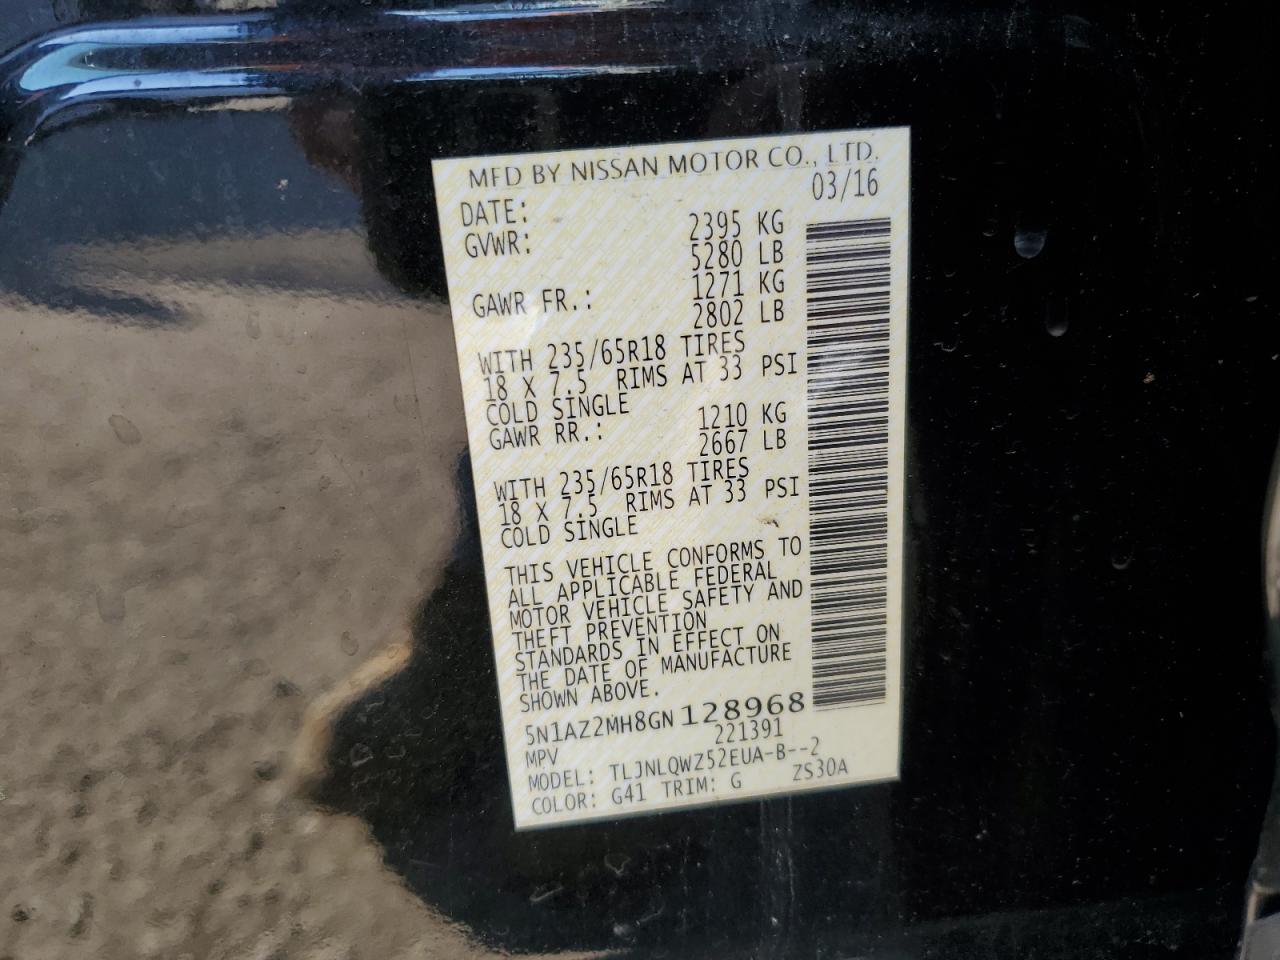 MFD BY NISSAN MOTOR CO., LTD.
DATE: 03/16
GVWR: 2395 KG
5280 LB
GAWR FR.: 1271 KG
2802 LB
WITH 235/65R18 TIRES
18 X 7.5 RIMS AT 33 PSI
COLD SINGLE
GAWR RR.: 1210 KG
2667 LB
WITH 235/65R18 TIRES
18 X 7.5 RIMS AT 33 PSI
COLD SINGLE
THIS VEHICLE CONFORMS TO
ALL APPLICABLE FEDERAL
MOTOR VEHICLE SAFETY AND
THEFT PREVENTION
STANDARDS IN EFFECT ON
THE DATE OF MANUFACTURE
SHOWN ABOVE.
5N1AZ2MH8GN128968
221391
MPV
MODEL: TLJNLQWZ52EUA-B--2
COLOR: G41 TRIM: G ZS30A